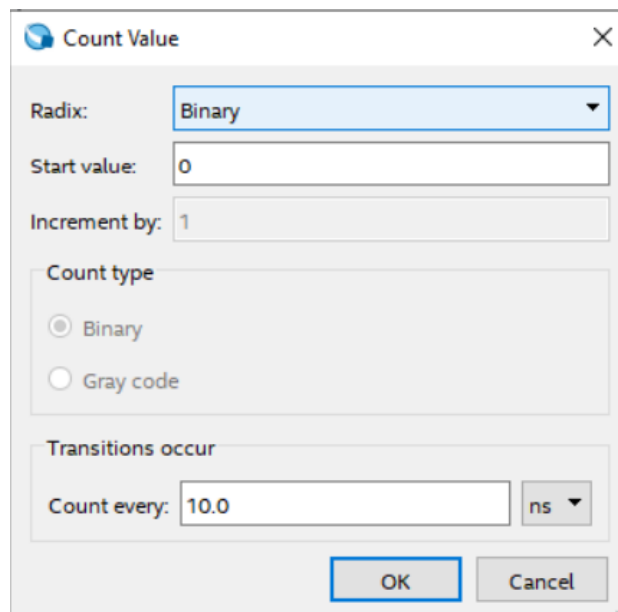 Count Value
Radix: Binary
Start value: 0
Increment by: 1
Count type
Binary
Gray code
Transitions occur
Count every: 10.0 ns
OK Cancel